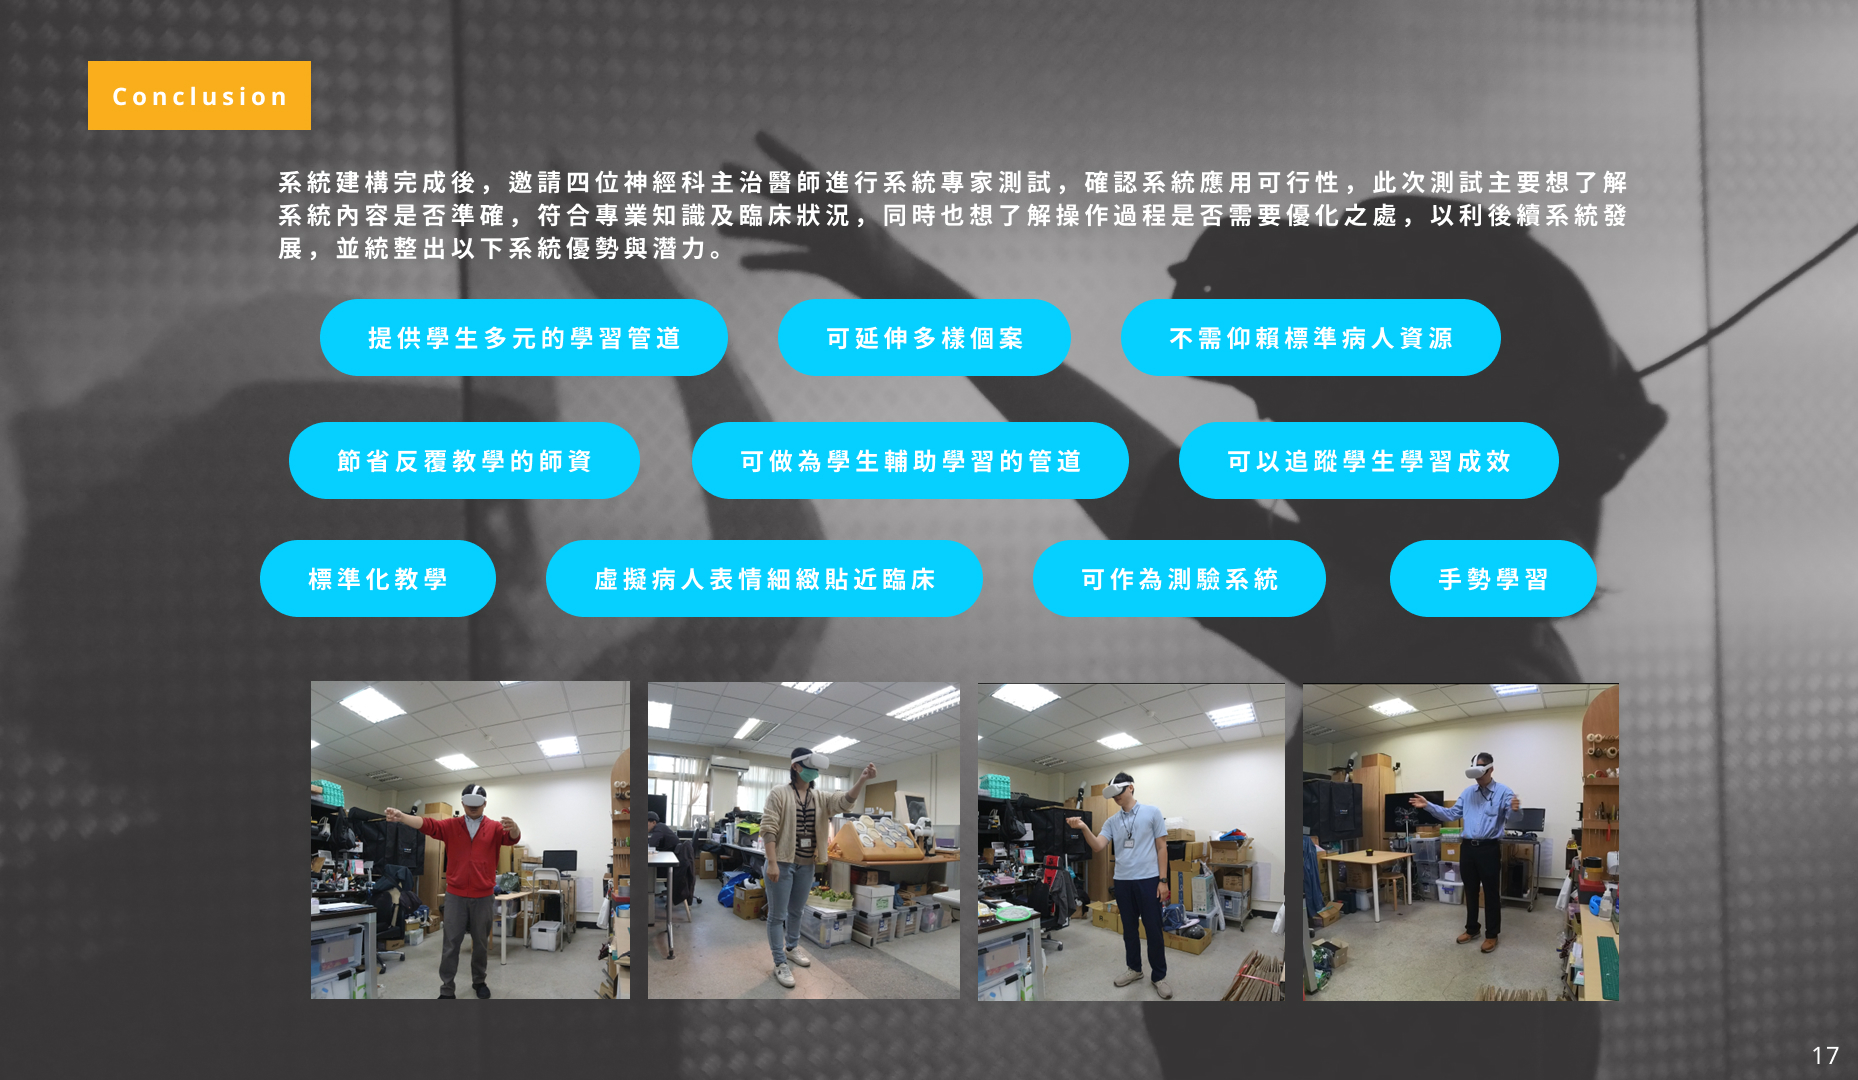 Conclusion
系統建構完成後，邀請四位神經科主治醫師進行系統專家測試，確認系統應用可行性，此次測試主要想了解
系統內容是否準確，符合專業知識及臨床狀況，同時也想了解操作過程是否需要優化之處，以利後續系統發
展，並統整出以下系統優勢與潛力。
提供學生多元的學習管道
可延伸多樣個案
不需仰賴標準病人資源
節省反覆教學的師資
可做為學生輔助學習的管道
可以追蹤學生學習成效
標準化教學
虛擬病人表情細緻貼近臨床
可作為測驗系統
手勢學習
17